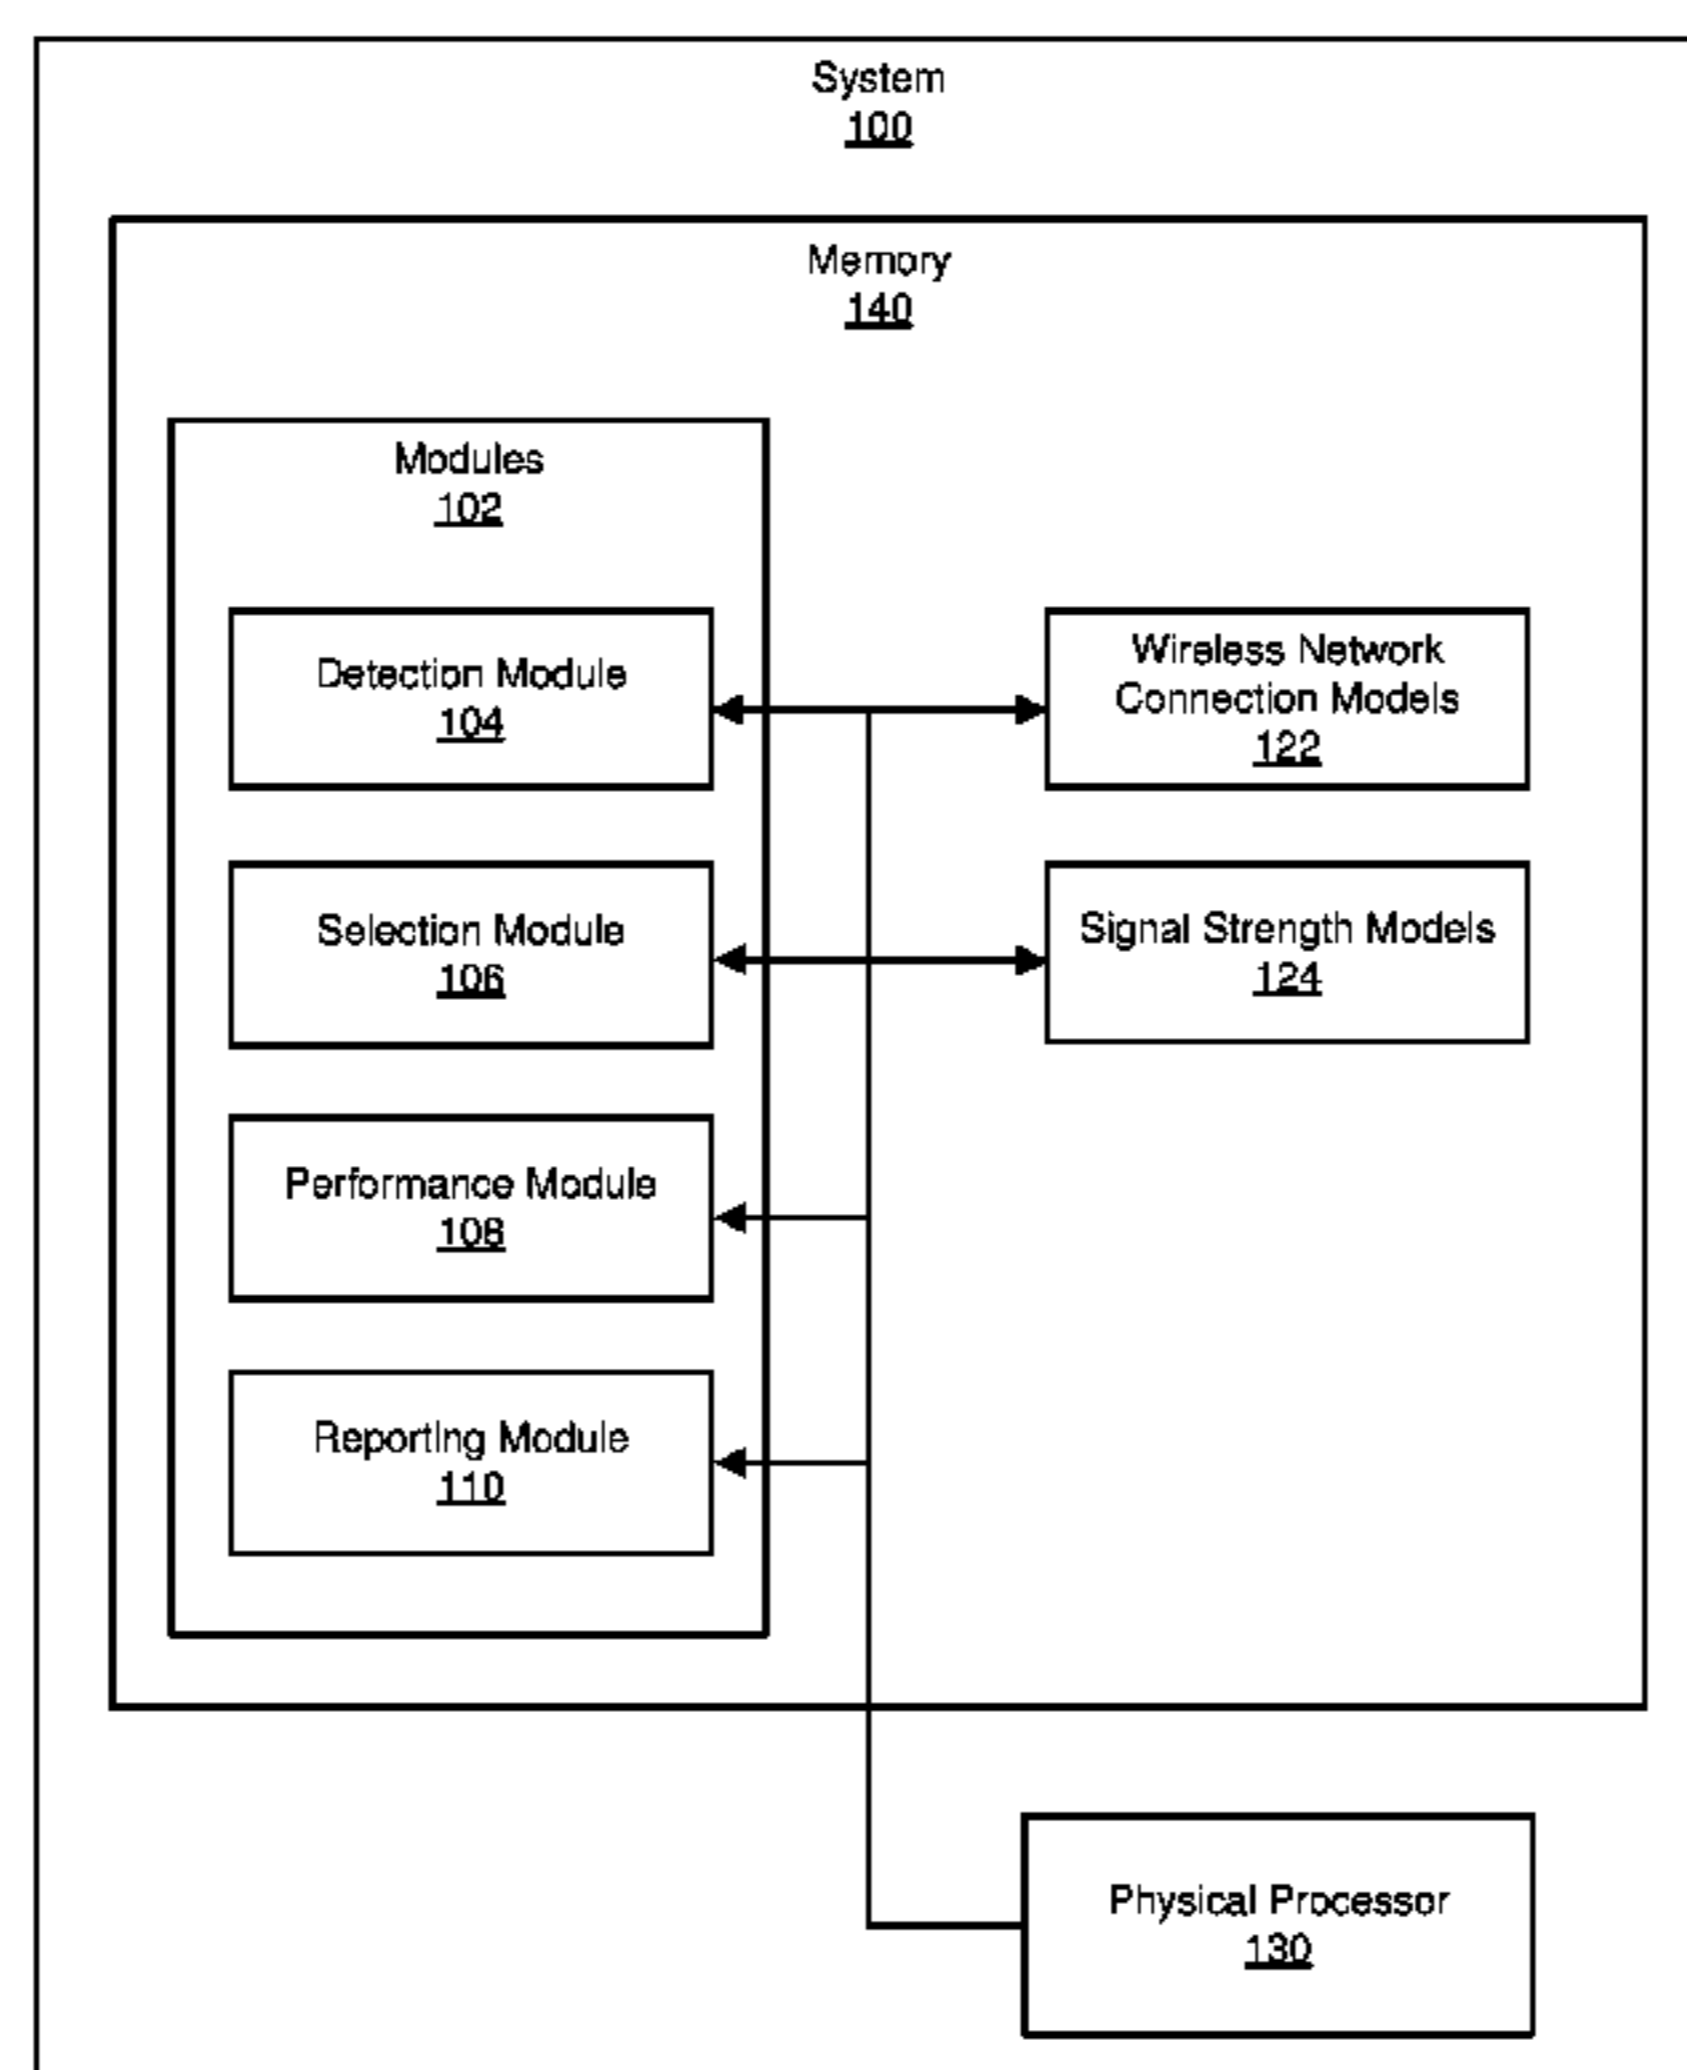 System
100
Memory
140
Modules
102
Detection Module
104
Selection Module
106
Performance Module
108
Reporting Module
110
Wireless Network
Connection Models
122
Signal Strength Models
124
Physical Processor
130